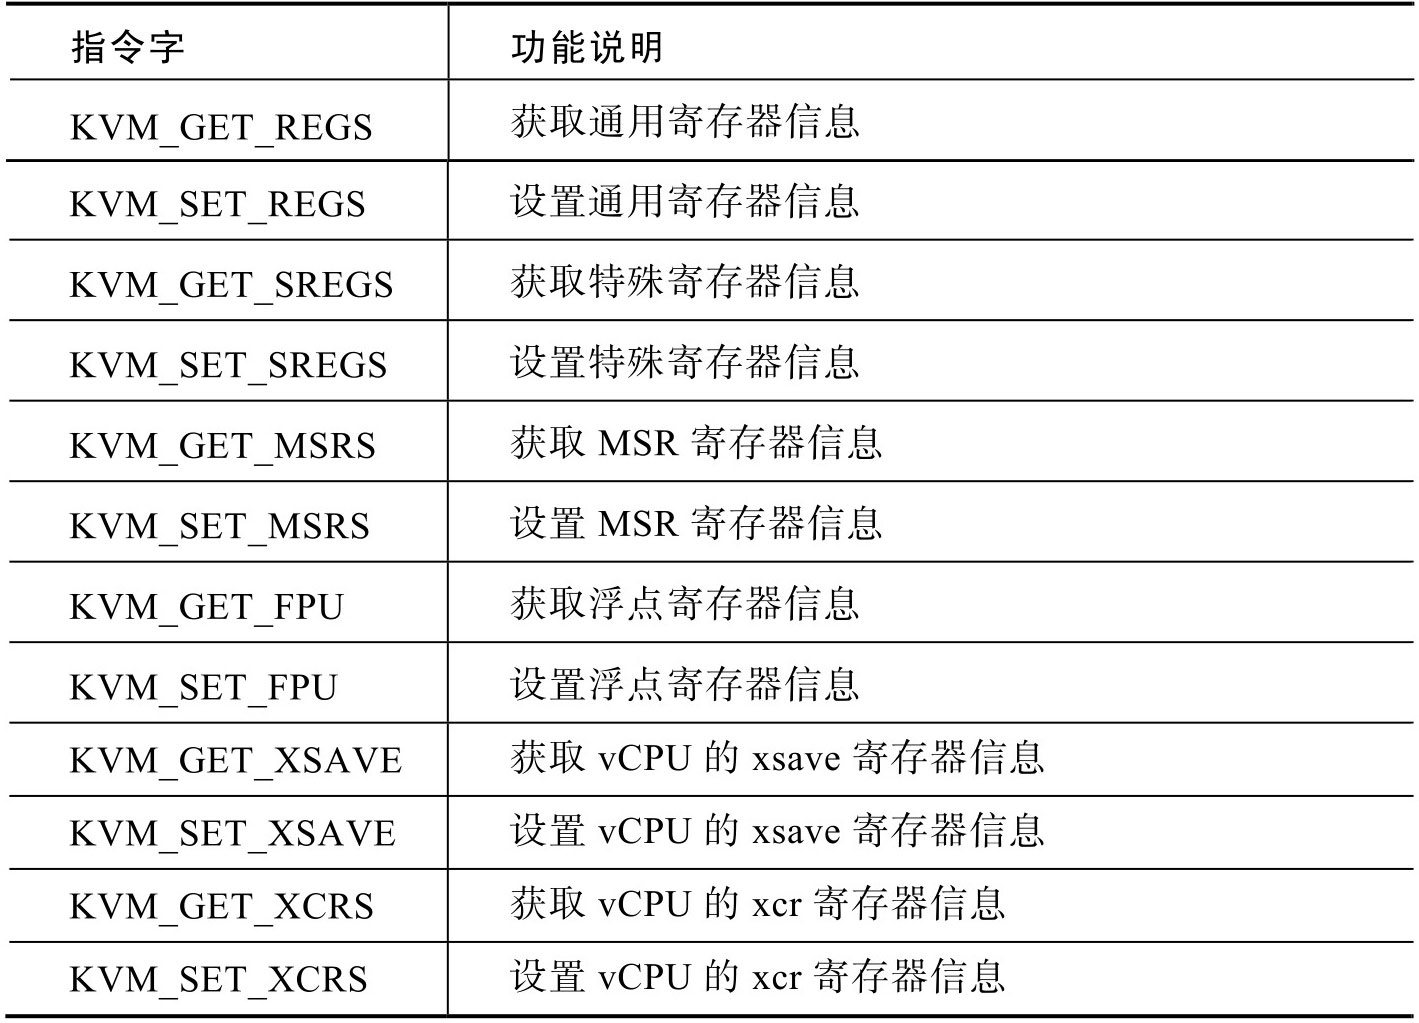 指令字 功能说明
KVM_GET_REGS 获取通用寄存器信息
KVM_SET_REGS 设置通用寄存器信息
KVM_GET_SREGS 获取特殊寄存器信息
KVM_SET_SREGS 设置特殊寄存器信息
KVM_GET_MSRS 获取 MSR 寄存器信息
KVM_SET_MSRS 设置 MSR 寄存器信息
KVM_GET_FPU 获取浮点寄存器信息
KVM_SET_FPU 设置浮点寄存器信息
KVM_GET_XSAVE 获取 vCPU 的 xsave 寄存器信息
KVM_SET_XSAVE 设置 vCPU 的 xsave 寄存器信息
KVM_GET_XCRS 获取 vCPU 的 xcr 寄存器信息
KVM_SET_XCRS 设置 vCPU 的 xcr 寄存器信息